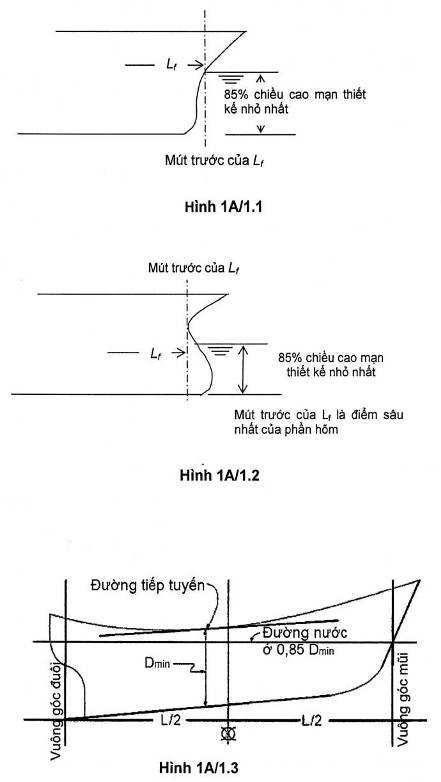 Lf
85% chiều cao mạn thiết
kế nhỏ nhất
Mút trước của Lf
Hình 1A/1.1
Mút trước của Lf
Lf
85% chiều cao mạn
thiết kế nhỏ nhất
Mút trước của Lf là điểm sâu
nhất của phần hõm
Hình 1A/1.2
Đường tiếp tuyến
Đường nước
ở 0,85 Dmin
Dmin
Vuông góc đuôi
L/2
L/2
Vuông góc mũi
Hình 1A/1.3